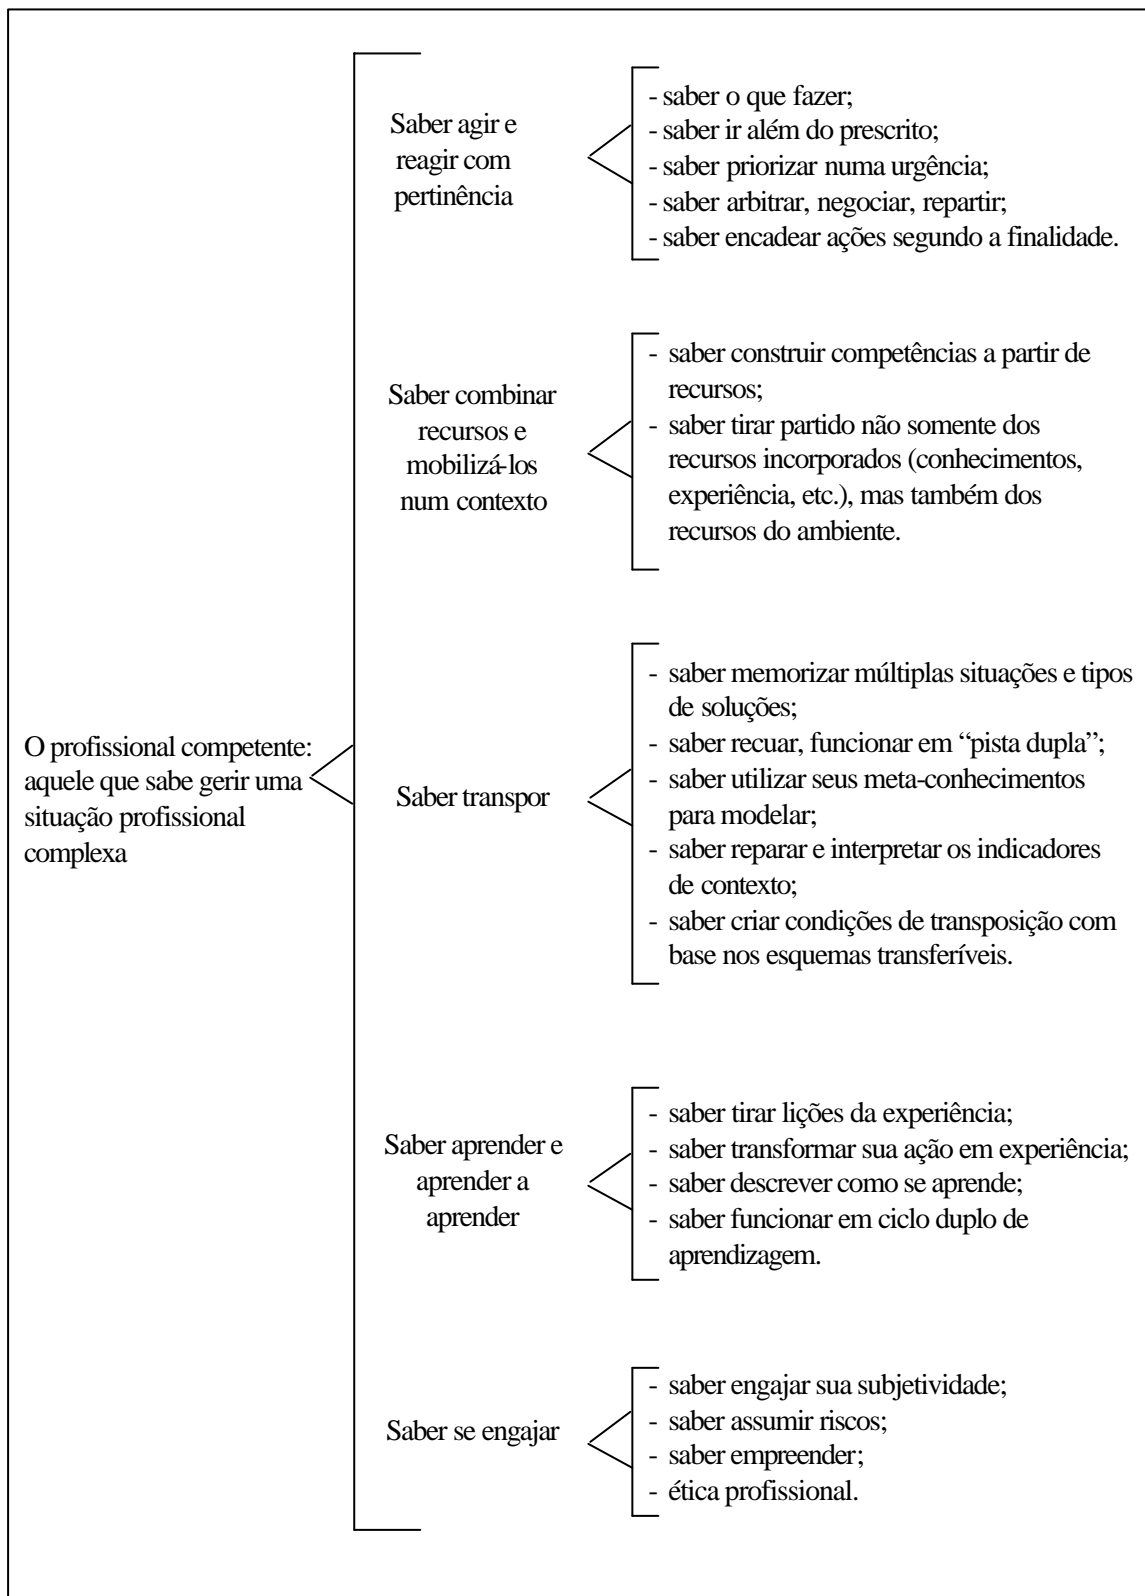 O profissional competente:
aquele que sabe gerir uma
situação profissional
complexa
Saber agir e
reagir com
pertinência
- saber o que fazer;
- saber ir além do prescrito;
- saber priorizar numa urgência;
- saber arbitrar, negociar, repartir;
- saber encadear ações segundo a finalidade.
Saber combinar
recursos e
mobilizá-los
num contexto
- saber construir competências a partir de
recursos;
- saber tirar partido não somente dos
recursos incorporados (conhecimentos,
experiência, etc.), mas também dos
recursos do ambiente.
Saber transpor
- saber memorizar múltiplas situações e tipos
de soluções;
- saber recuar, funcionar em “pista dupla”;
- saber utilizar seus meta-conhecimentos
para modelar;
- saber reparar e interpretar os indicadores
de contexto;
- saber criar condições de transposição com
base nos esquemas transferíveis.
Saber aprender e
aprender a
aprender
- saber tirar lições da experiência;
- saber transformar sua ação em experiência;
- saber descrever como se aprende;
- saber funcionar em ciclo duplo de
aprendizagem.
Saber se engajar
- saber engajar sua subjetividade;
- saber assumir riscos;
- saber empreender;
- ética profissional.